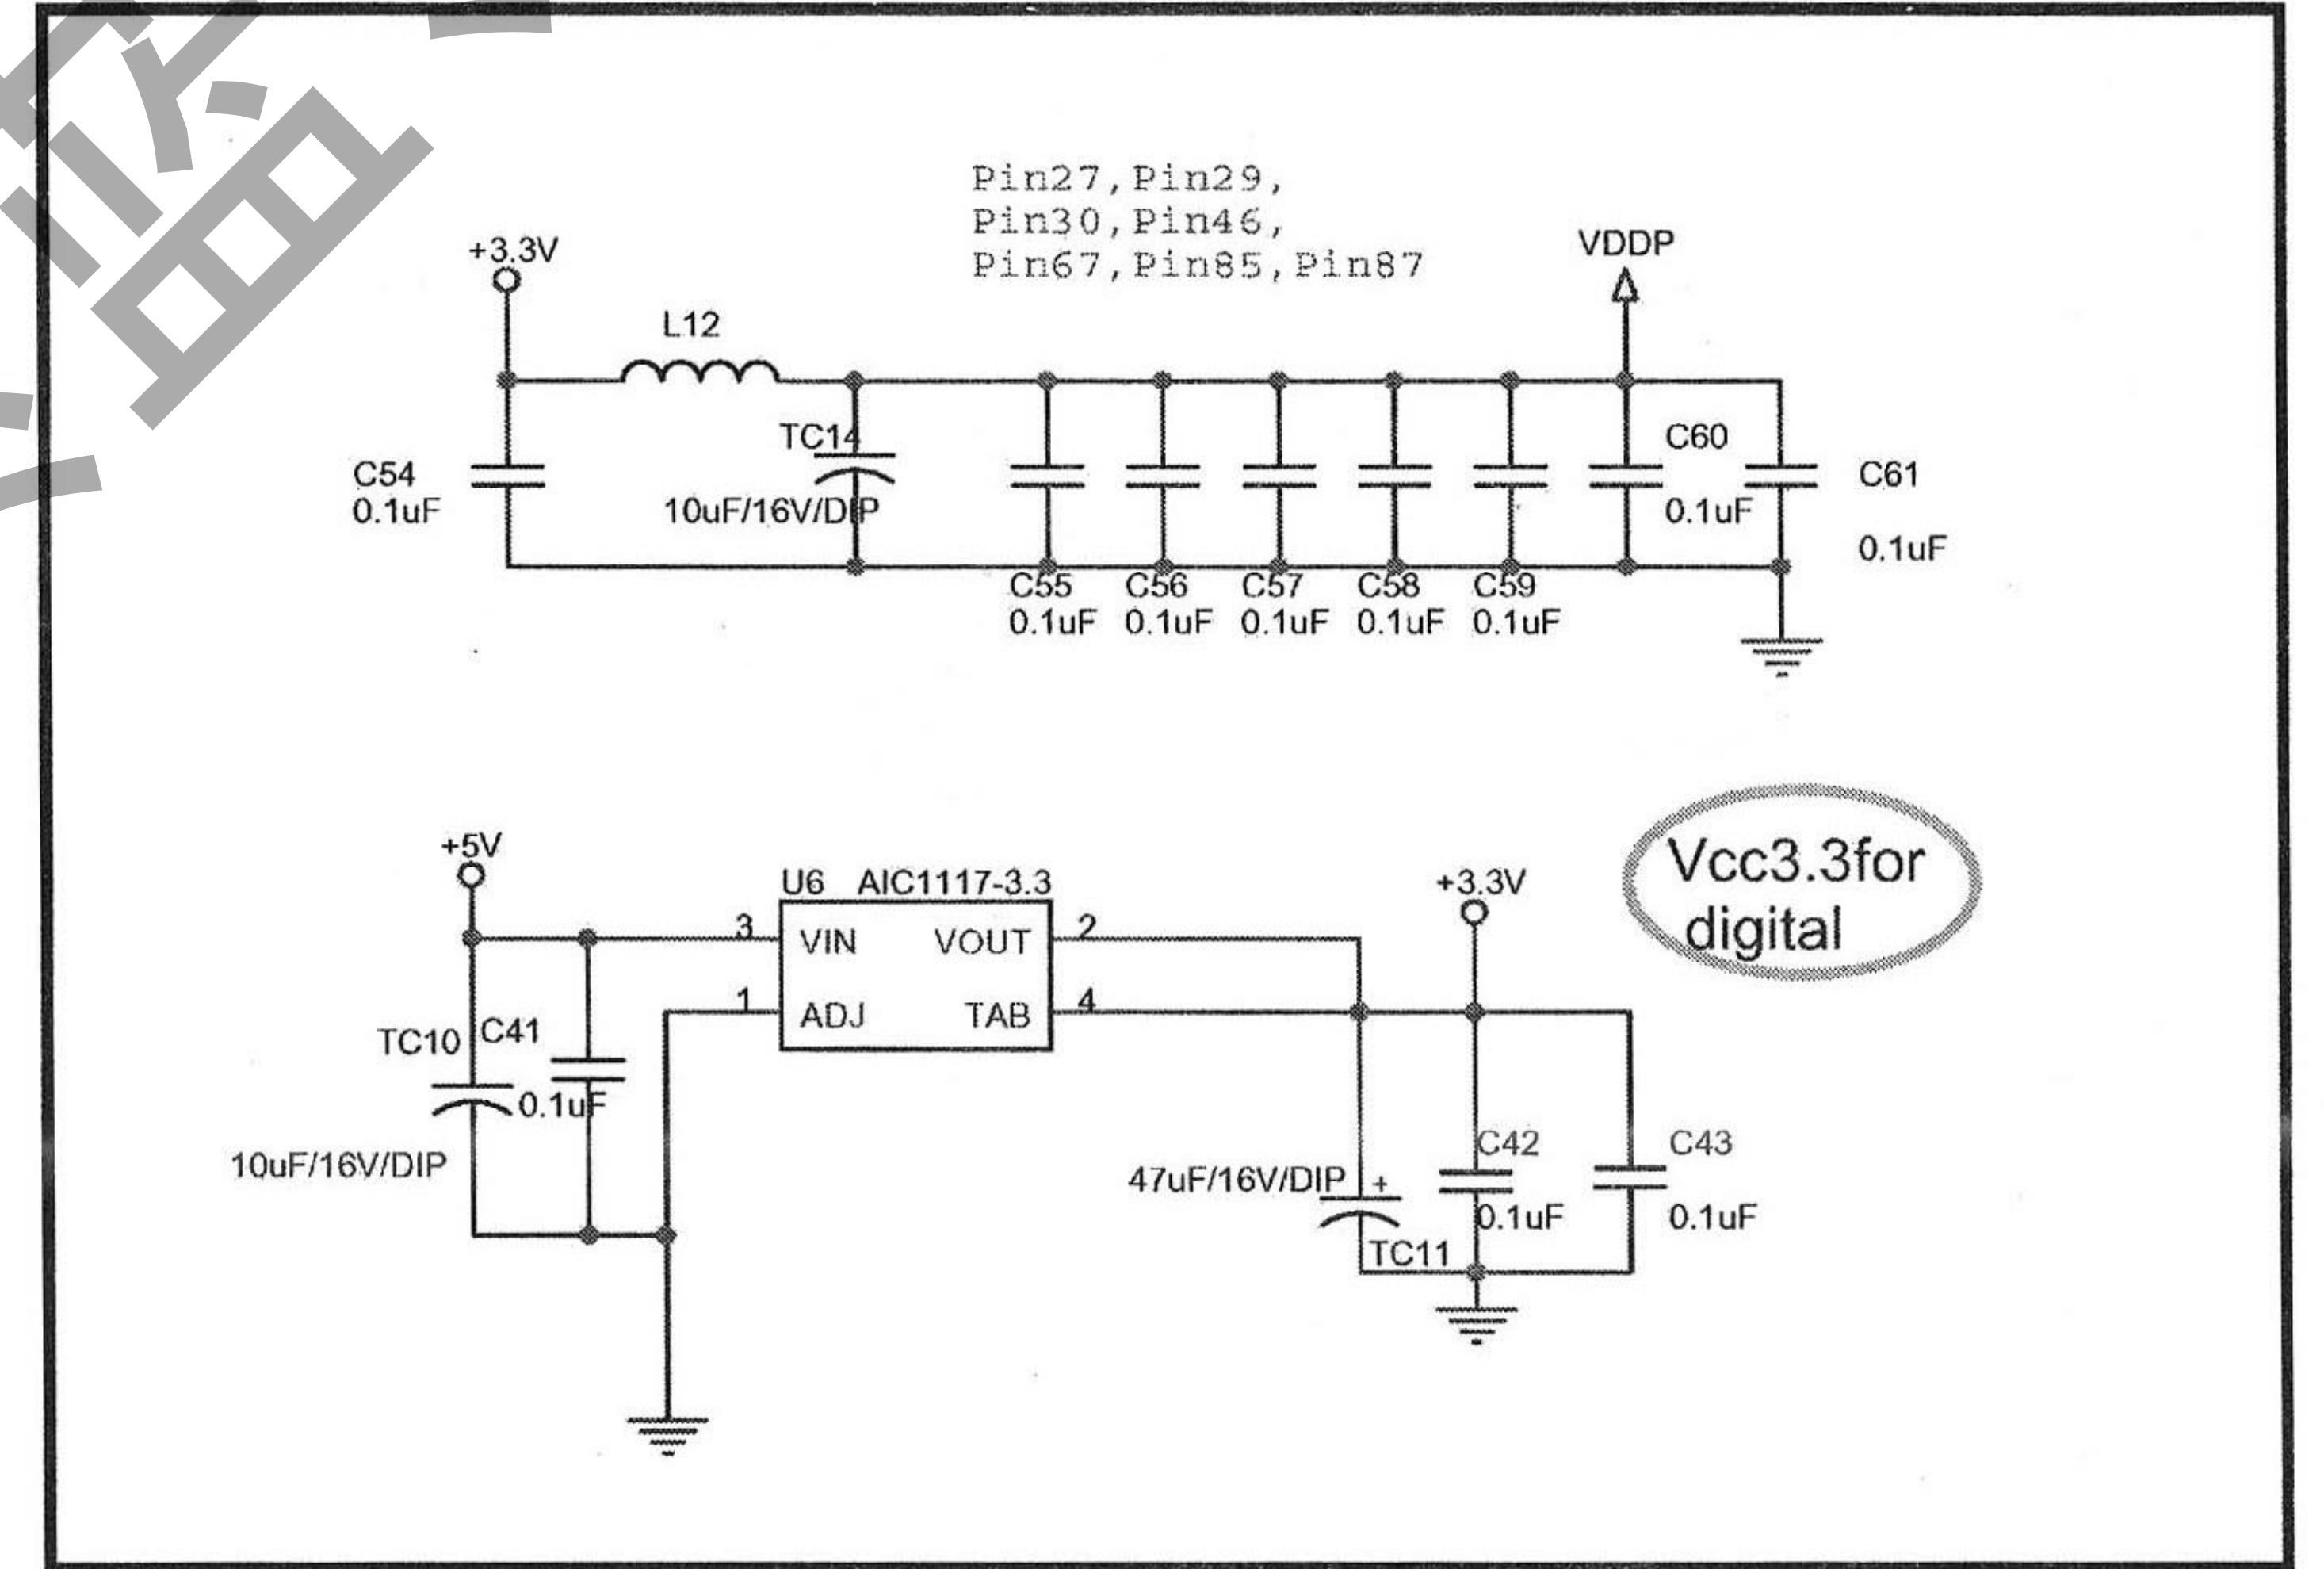 Pin27,Pin29,
Pin30,Pin46,
Pin67,Pin85,Pin87
+3.3V
VDDP
L12
TC14
10uF/16V/DIP
C54
0.1uF
C60
0.1uF
C61
0.1uF
C55
0.1uF
C56
0.1uF
C57
0.1uF
C58
0.1uF
C59
0.1uF
+5V
U6 AIC1117-3.3
3
VIN
VOUT
2
1
ADJ
TAB
4
+3.3V
Vcc3.3for
digital
TC10
10uF/16V/DIP
C41
0.1uF
47uF/16V/DIP
+
TC11
C42
0.1uF
C43
0.1uF